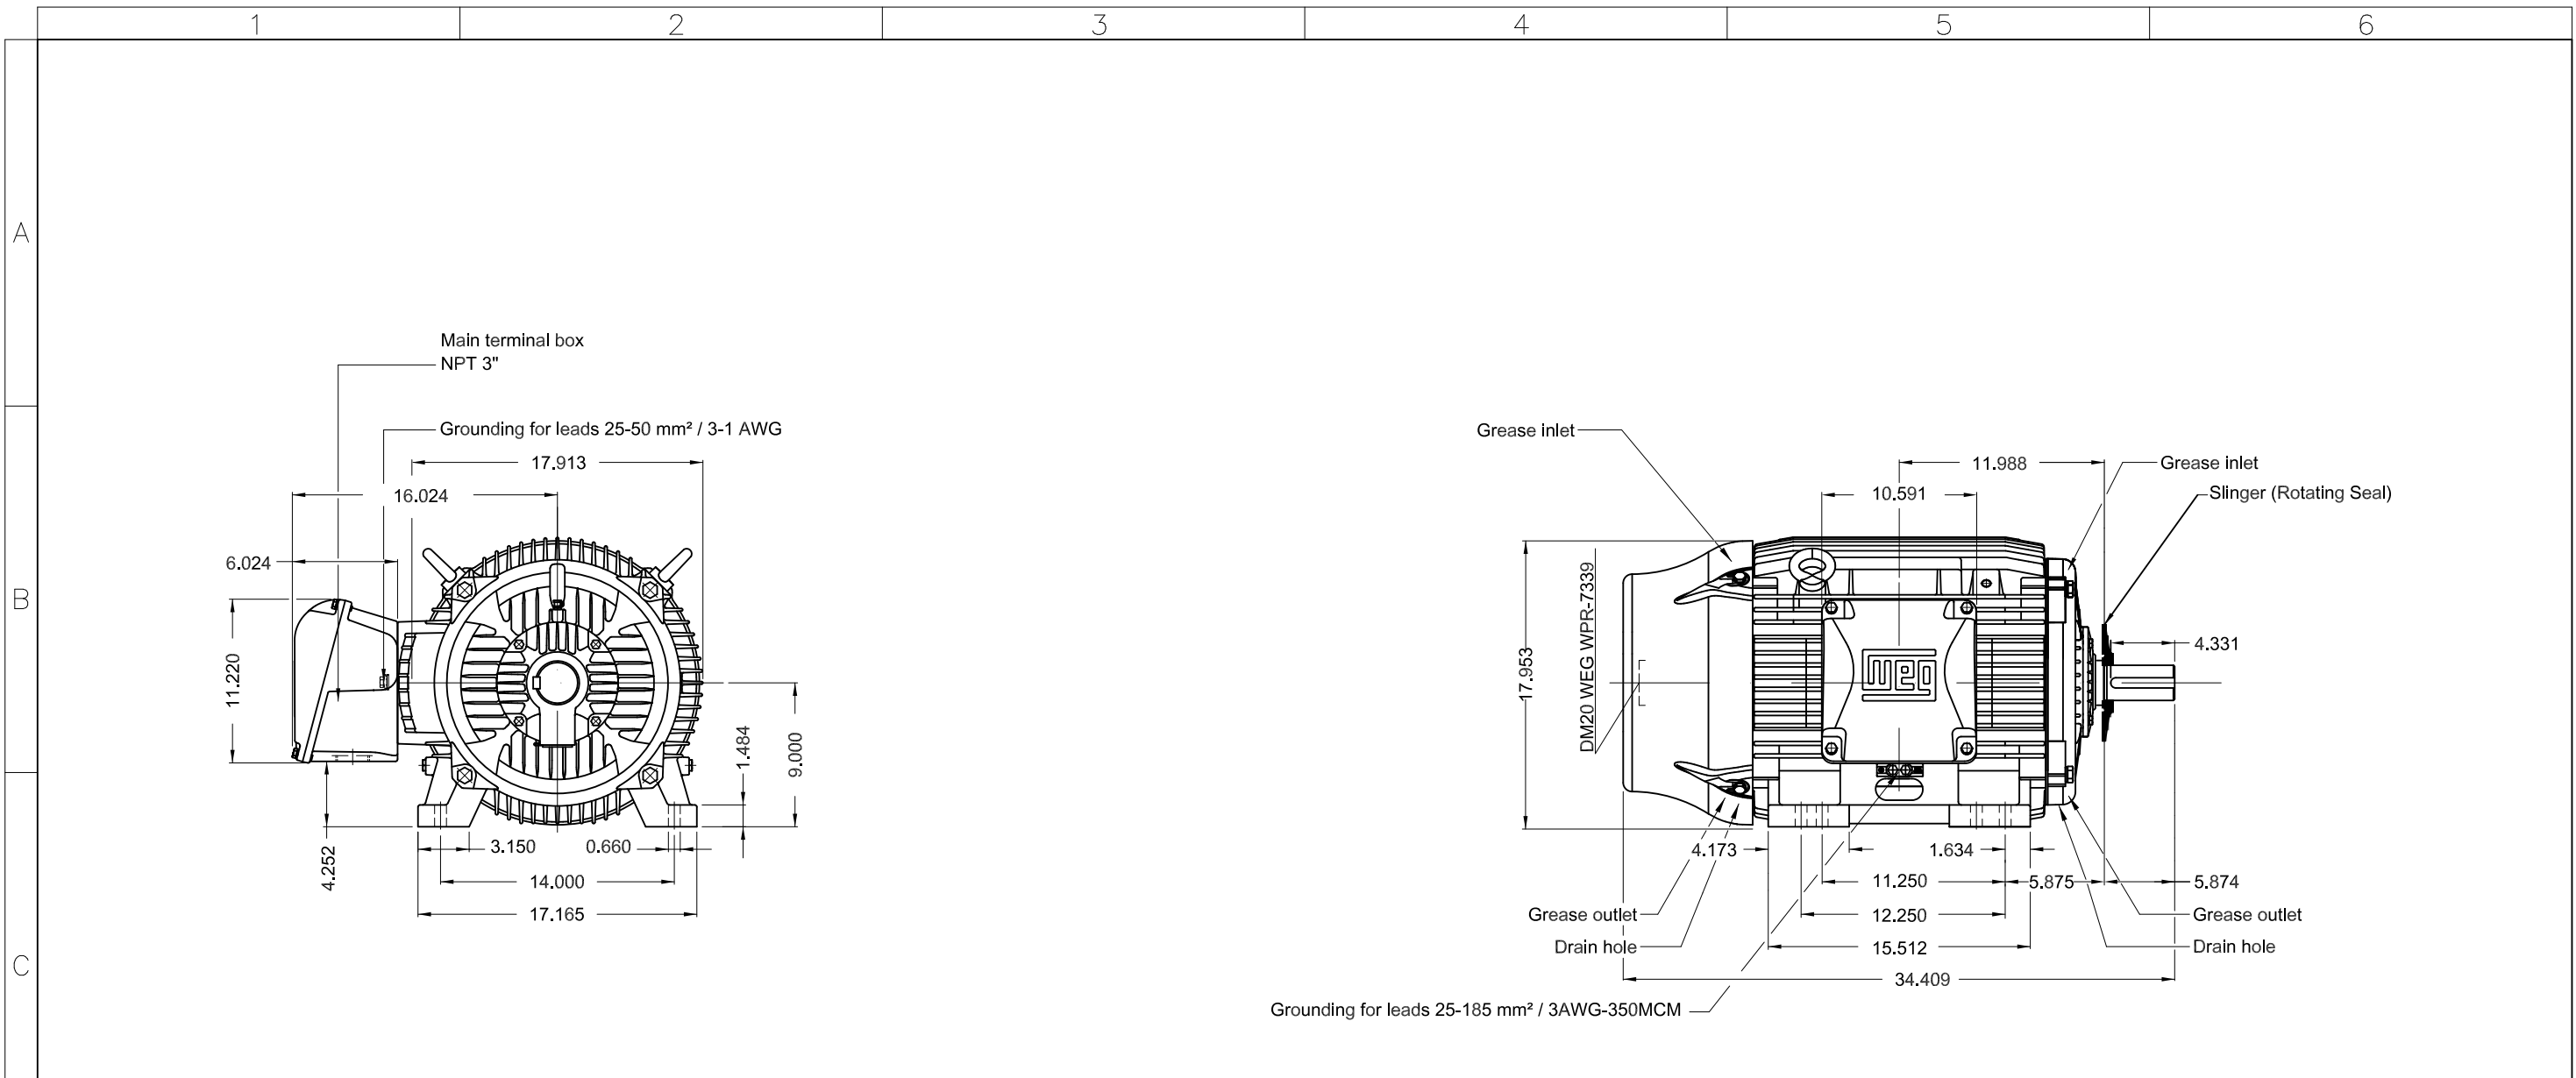 1
2
3
4
5
6
A
B
C
Main terminal box
NPT 3"
Grounding for leads 25-50 mm² / 3-1 AWG
17.913
16.024
6.024
11.220
4.252
1.484
9.000
3.150
0.660
14.000
17.165
Grease inlet
11.988
Grease inlet
10.591
Slinger (Rotating Seal)
17.953
DM20 WEG WPR-7339
4.331
weg
4.173
1.634
11.250
5.875
5.874
Grease outlet
12.250
Grease outlet
Drain hole
15.512
Drain hole
34.409
Grounding for leads 25-185 mm² / 3AWG-350MCM